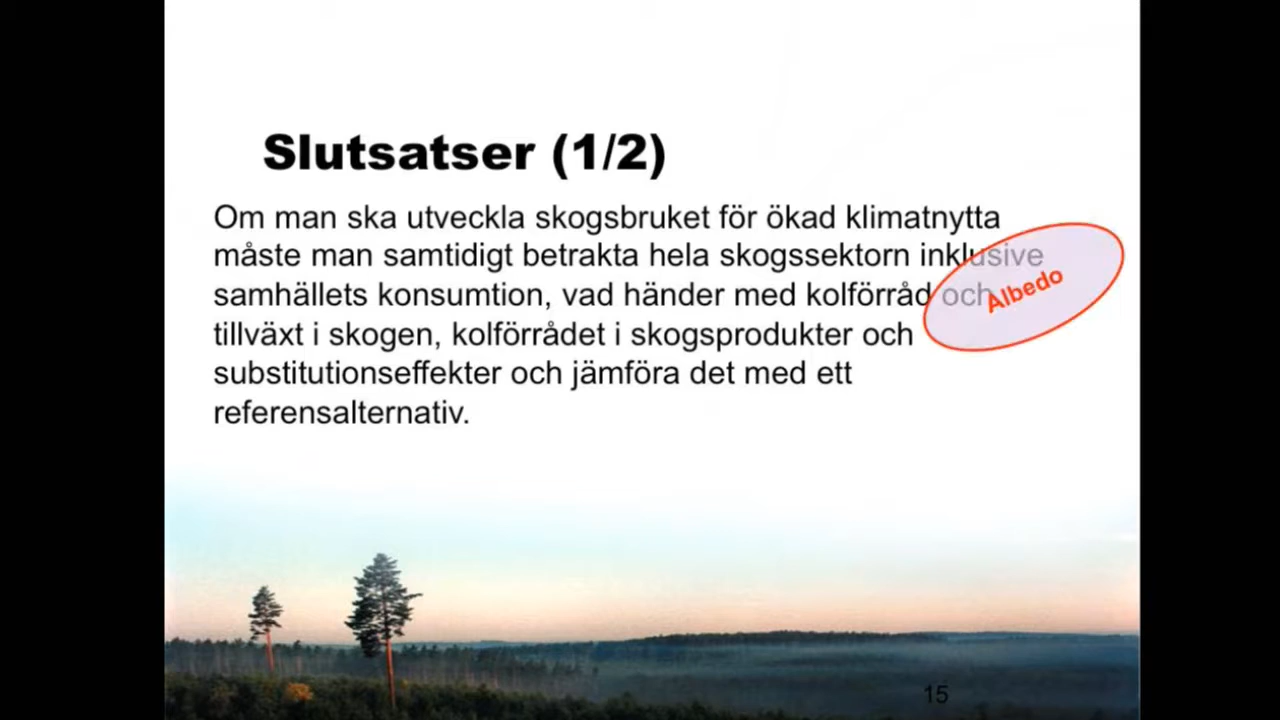 Slutsatser (1/2)
Om man ska utveckla skogsbruket för ökad klimatnytta
måste man samtidigt betrakta hela skogssektorn inklusive
samhällets konsumtion, vad händer med kolförråd och
tillväxt i skogen, kolförrådet i skogsprodukter och
substitutionseffekter och jämföra det med ett
referensalternativ.
Albedo
15